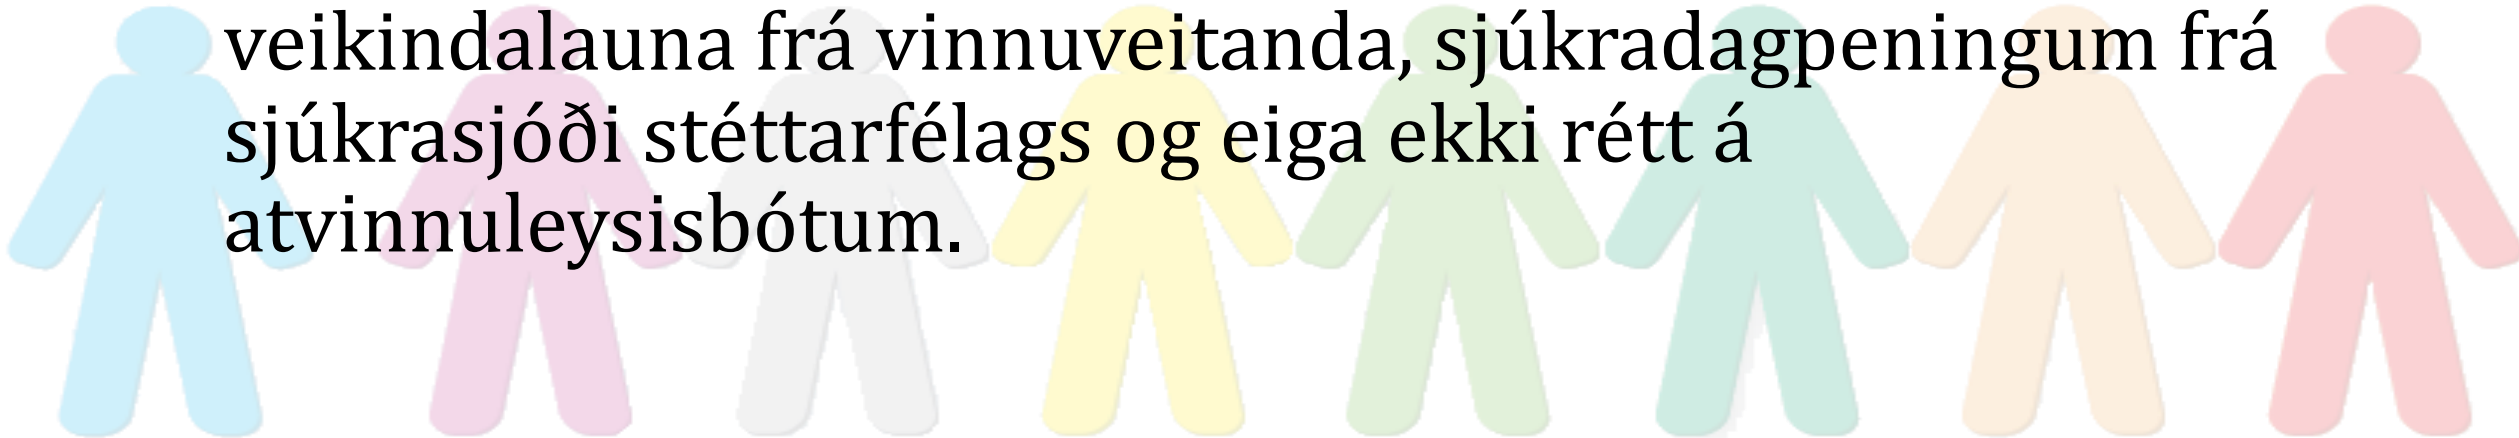 veikindalauna frá vinnuveitanda, sjúkradagpeningum frá
sjúkrasjóði stéttarfélags og eiga ekki rétt á
atvinnuleysisbótum.